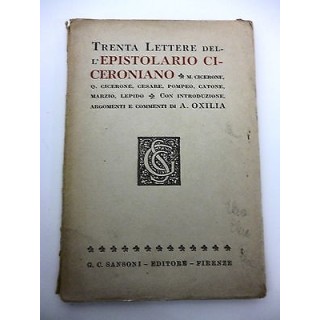 TRENTA LETTERE DEL-
L'EPISTOLARIO CI-
CERONIANO M. CICERONE,
Q. CICERONE, CESARE, POMPEO, CATONE,
MARZIO, LEPIDO CON INTRODUZIONE,
ARGOMENTI E COMMENTI DI A. OXILIA
G. C. SANSONI – EDITORE – FIRENZE